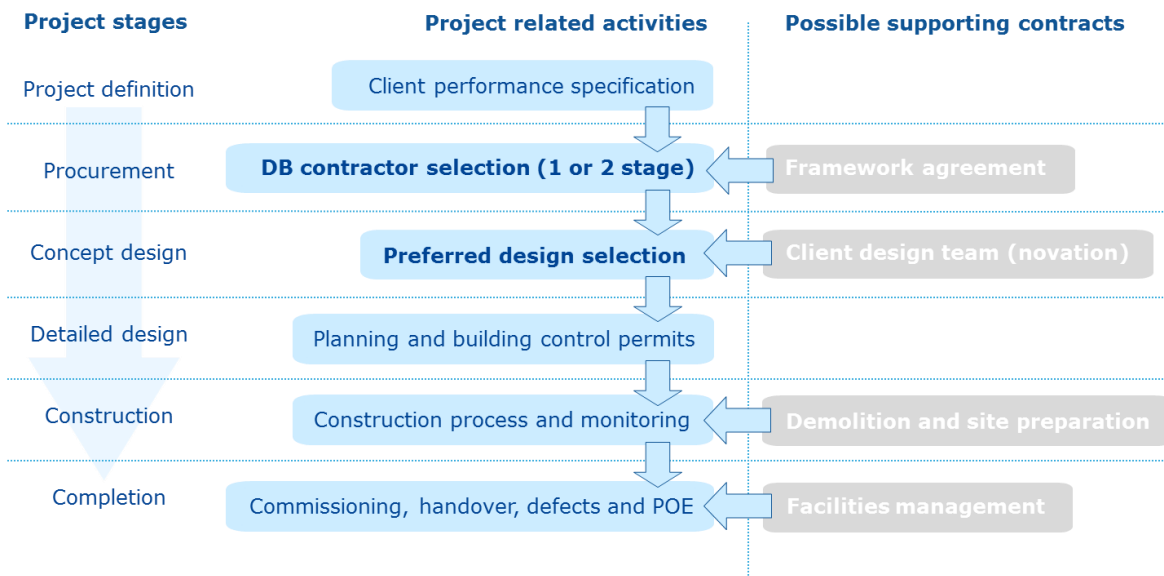 Project stages
Project related activities
Possible supporting contracts
Project definition
Client performance specification
Procurement
DB contractor selection (1 or 2 stage)
Framework agreement
Concept design
Preferred design selection
Client design team (novation)
Detailed design
Planning and building control permits
Construction
Construction process and monitoring
Demolition and site preparation
Completion
Commissioning, handover, defects and POE
Facilities management